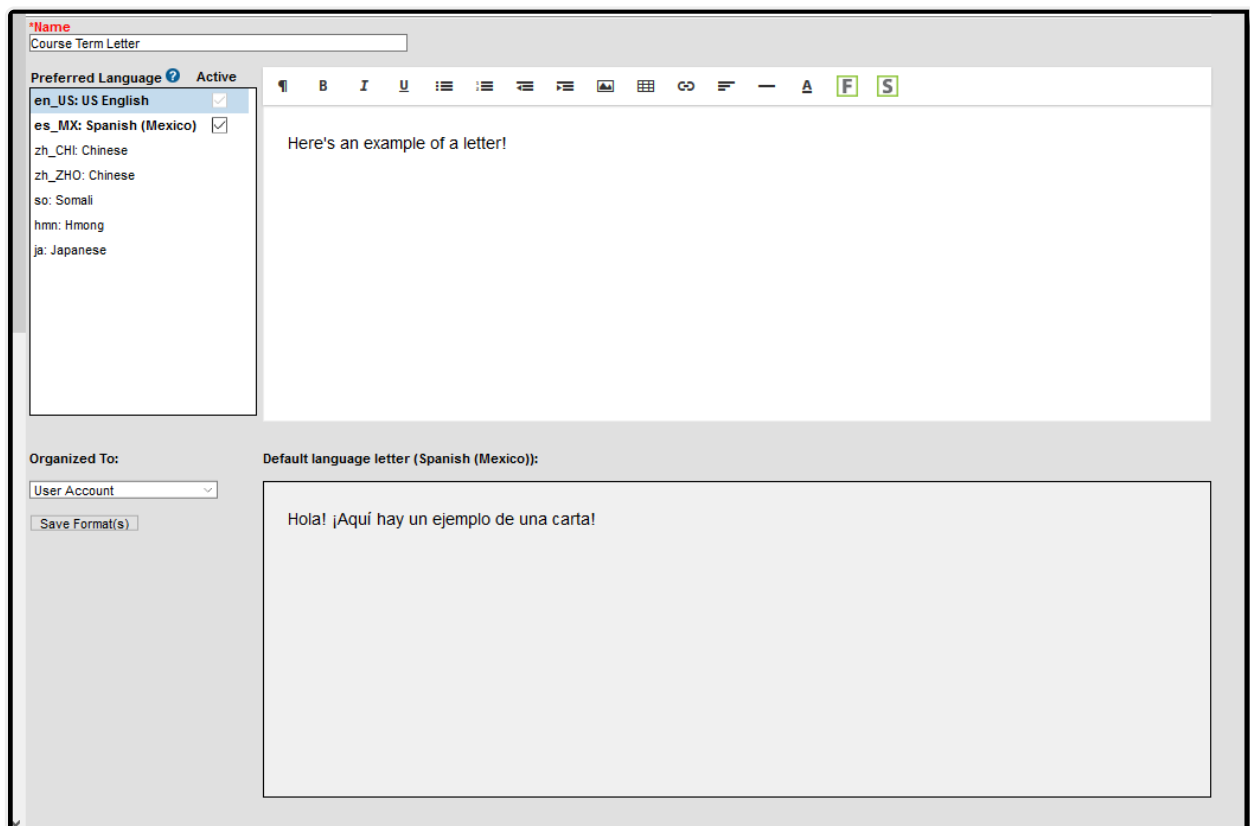 *Name
Course Term Letter
Preferred Language ? Active
en_US: US English
es_MX: Spanish (Mexico)
zh_CHI: Chinese
zh_ZHO: Chinese
so: Somali
hmn: Hmong
ja: Japanese
¶ B I U A F S
Here's an example of a letter!
Organized To:
User Account
Save Format(s)
Default language letter (Spanish (Mexico)):
Hola! ¡Aquí hay un ejemplo de una carta!